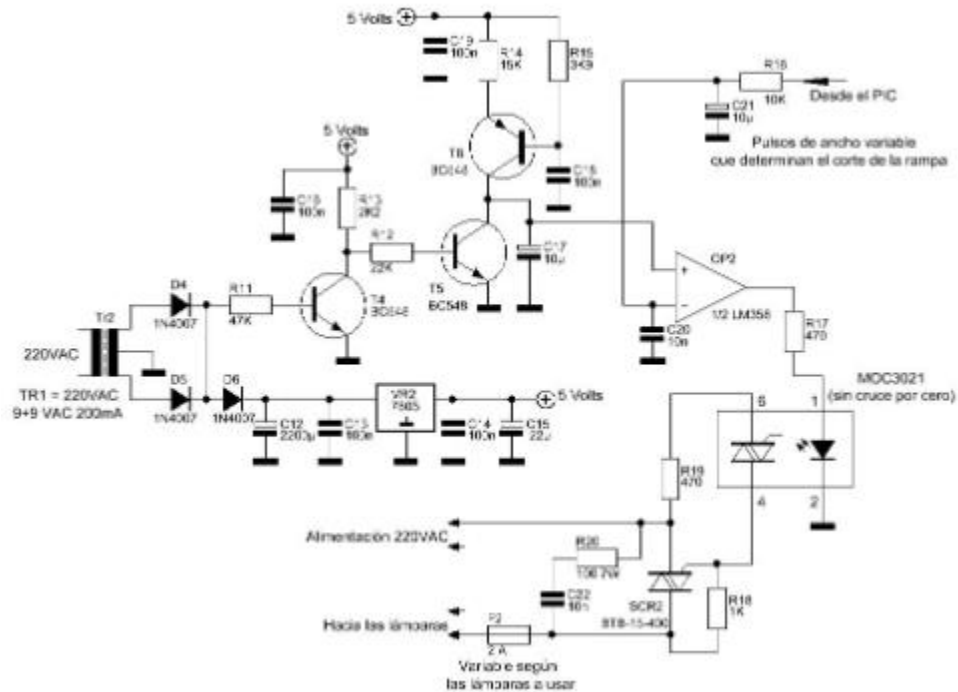 5 Volts
C19
100n
R14
15K
R15
3K9
R16
10K
Desde el PIC
C21
10µ
Pulsos de ancho variable
que determinan el corte de la rampa
5 Volts
C16
100n
R13
2K2
T6
BC548
C18
100n
R12
22K
T5
BC548
C17
10µ
OP2
+
−
1/2 LM358
D4
1N4007
R11
47K
T4
BC548
C20
10n
R17
470
Tr2
220VAC
TR1 = 220VAC
9+9 VAC 200mA
D5
1N4007
D6
1N4007
VR2
7805
5 Volts
C12
2200µ
C13
100n
C14
100n
C15
22µ
MOC3021
(sin cruce por cero)
6
1
4
2
R19
470
Alimentación 220VAC
R20
C22
10n
SCR2
BTB-15-400
R18
1K
Hacia las lámparas
F2
2 A
Variable según
las lámparas a usar